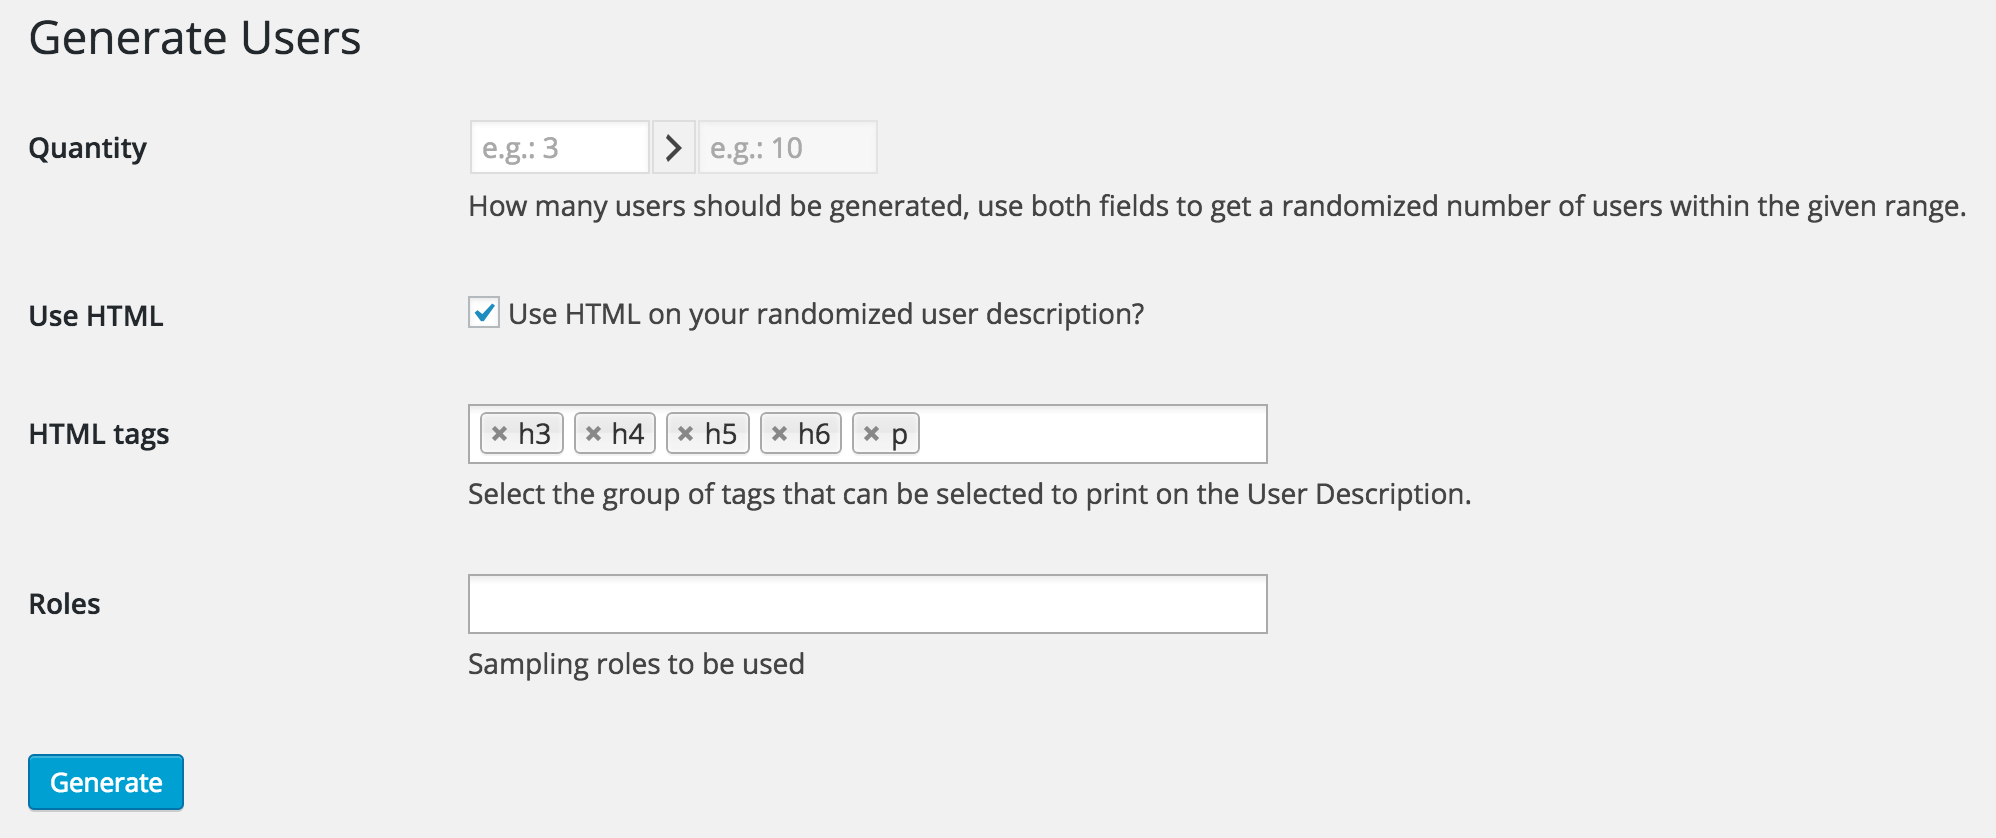 Generate Users
Quantity
e.g.: 3 e.g.: 10
How many users should be generated, use both fields to get a randomized number of users within the given range.
Use HTML
Use HTML on your randomized user description?
HTML tags
× h3 × h4 × h5 × h6 × p
Select the group of tags that can be selected to print on the User Description.
Roles
Sampling roles to be used
Generate